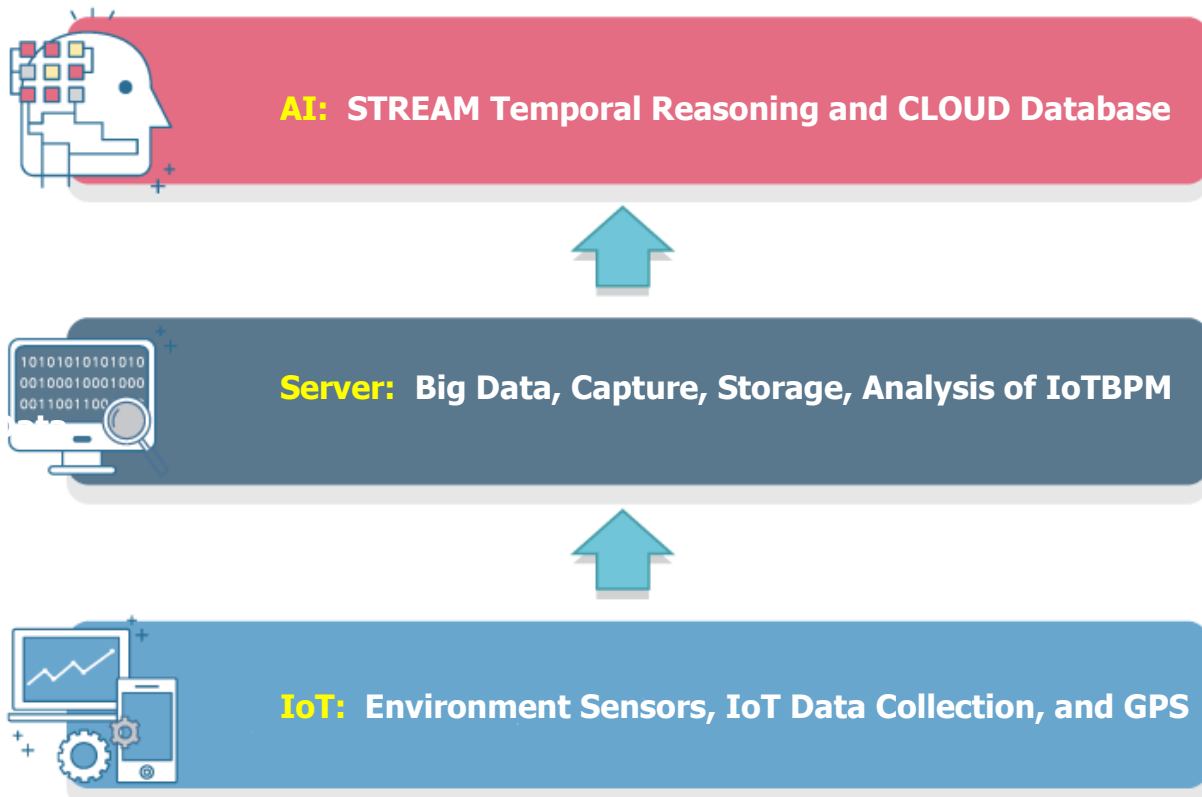 AI: STREAM Temporal Reasoning and CLOUD Database
10101010101010
00100010001000
0011001100
Server: Big Data, Capture, Storage, Analysis of IoTBPM
Data
IoT: Environment Sensors, IoT Data Collection, and GPS